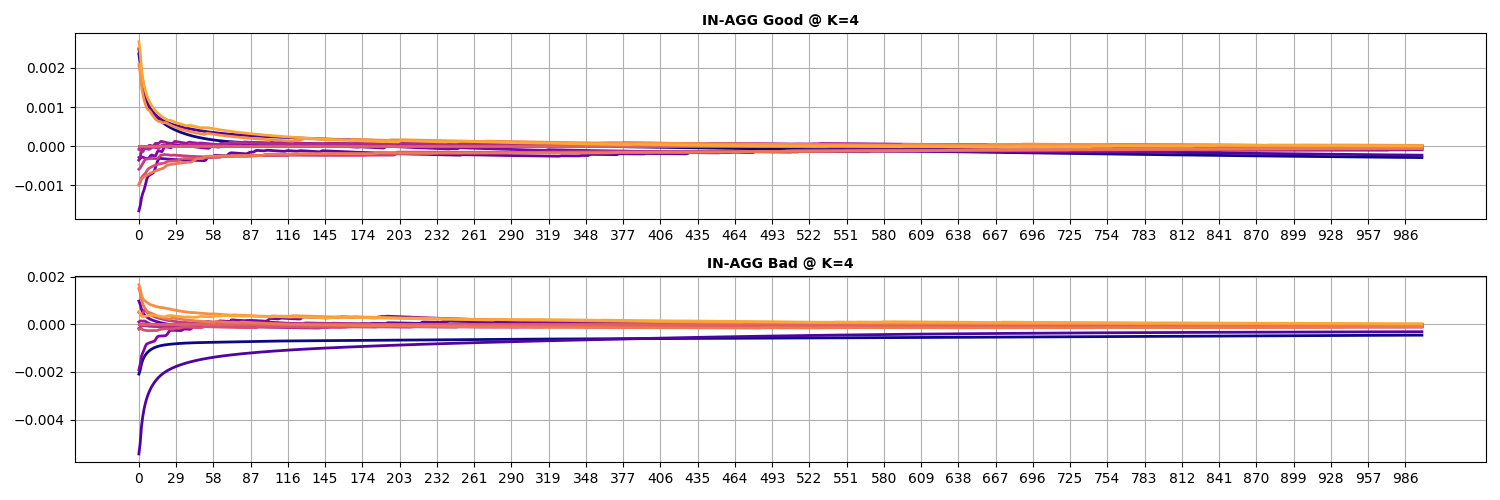 IN-AGG Good @ K=4
0.002
0.001
0.000
−0.001
0 29 58 87 116 145 174 203 232 261 290 319 348 377 406 435 464 493 522 551 580 609 638 667 696 725 754 783 812 841 870 899 928 957 986
IN-AGG Bad @ K=4
0.002
0.000
−0.002
−0.004
0 29 58 87 116 145 174 203 232 261 290 319 348 377 406 435 464 493 522 551 580 609 638 667 696 725 754 783 812 841 870 899 928 957 986